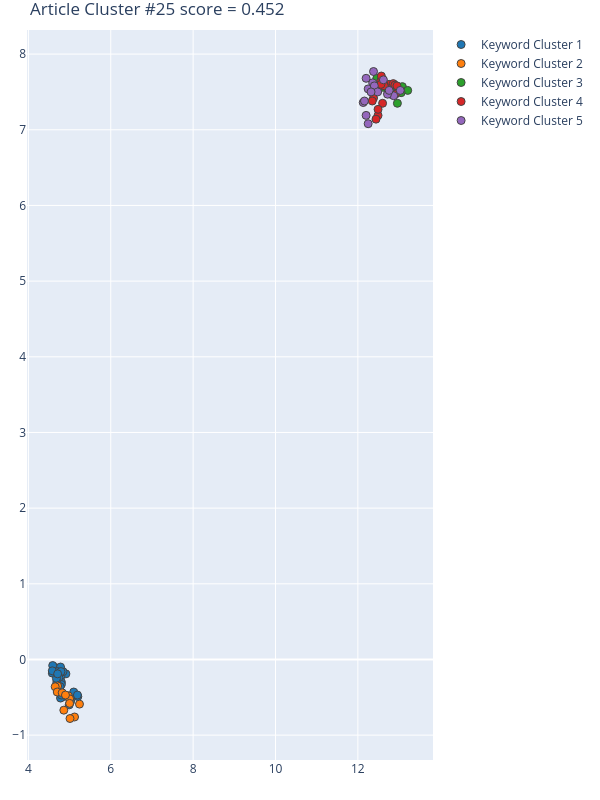 Article Cluster #25 score = 0.452
Keyword Cluster 1
Keyword Cluster 2
Keyword Cluster 3
Keyword Cluster 4
Keyword Cluster 5
8
7
6
5
4
3
2
1
0
−1
4 6 8 10 12